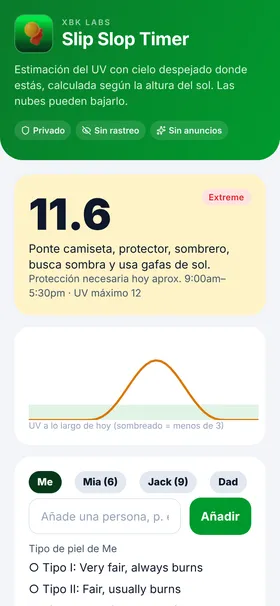 XBK LABS
Slip Slop Timer
Estimación del UV con cielo despejado donde
estás, calculada según la altura del sol. Las
nubes pueden bajarlo.
Privado
Sin rastreo
Sin anuncios
11.6
Extreme
Ponte camiseta, protector, sombrero,
busca sombra y usa gafas de sol.
Protección necesaria hoy aprox. 9:00am–
5:30pm · UV máximo 12
UV a lo largo de hoy (sombreado = menos de 3)
Me
Mia (6)
Jack (9)
Dad
Añade una persona, p. e
Añadir
Tipo de piel de Me
Tipo I: Very fair, always burns
Tipo II: Fair, usually burns